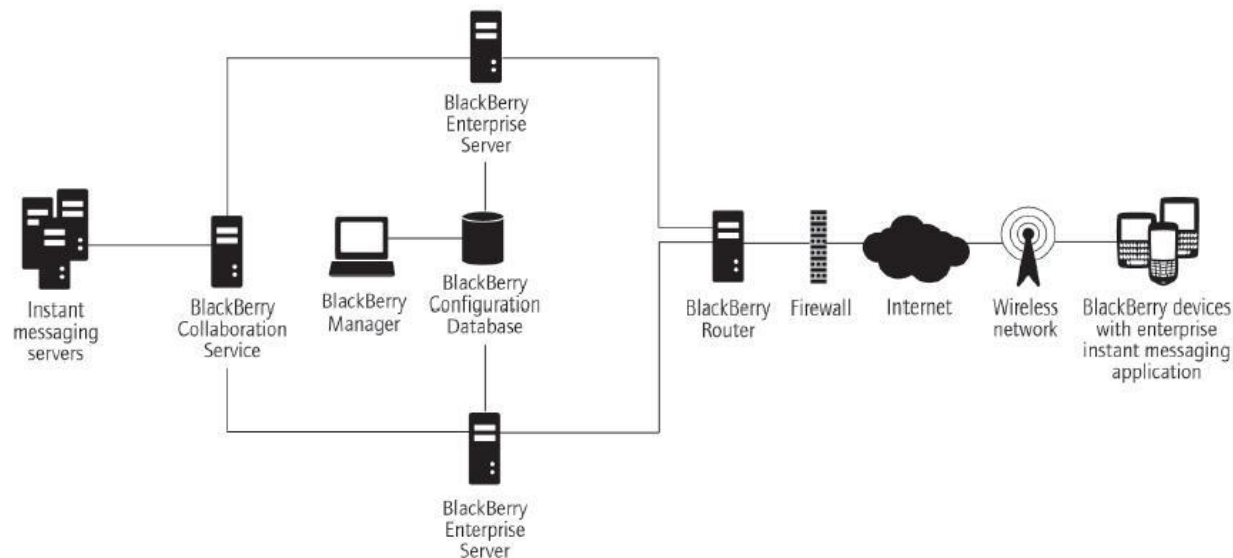 BlackBerry
Enterprise
Server
Instant
messaging
servers
BlackBerry
Collaboration
Service
BlackBerry
Manager
BlackBerry
Configuration
Database
BlackBerry
Router
Firewall
Internet
Wireless
network
BlackBerry devices
with enterprise
instant messaging
application
BlackBerry
Enterprise
Server